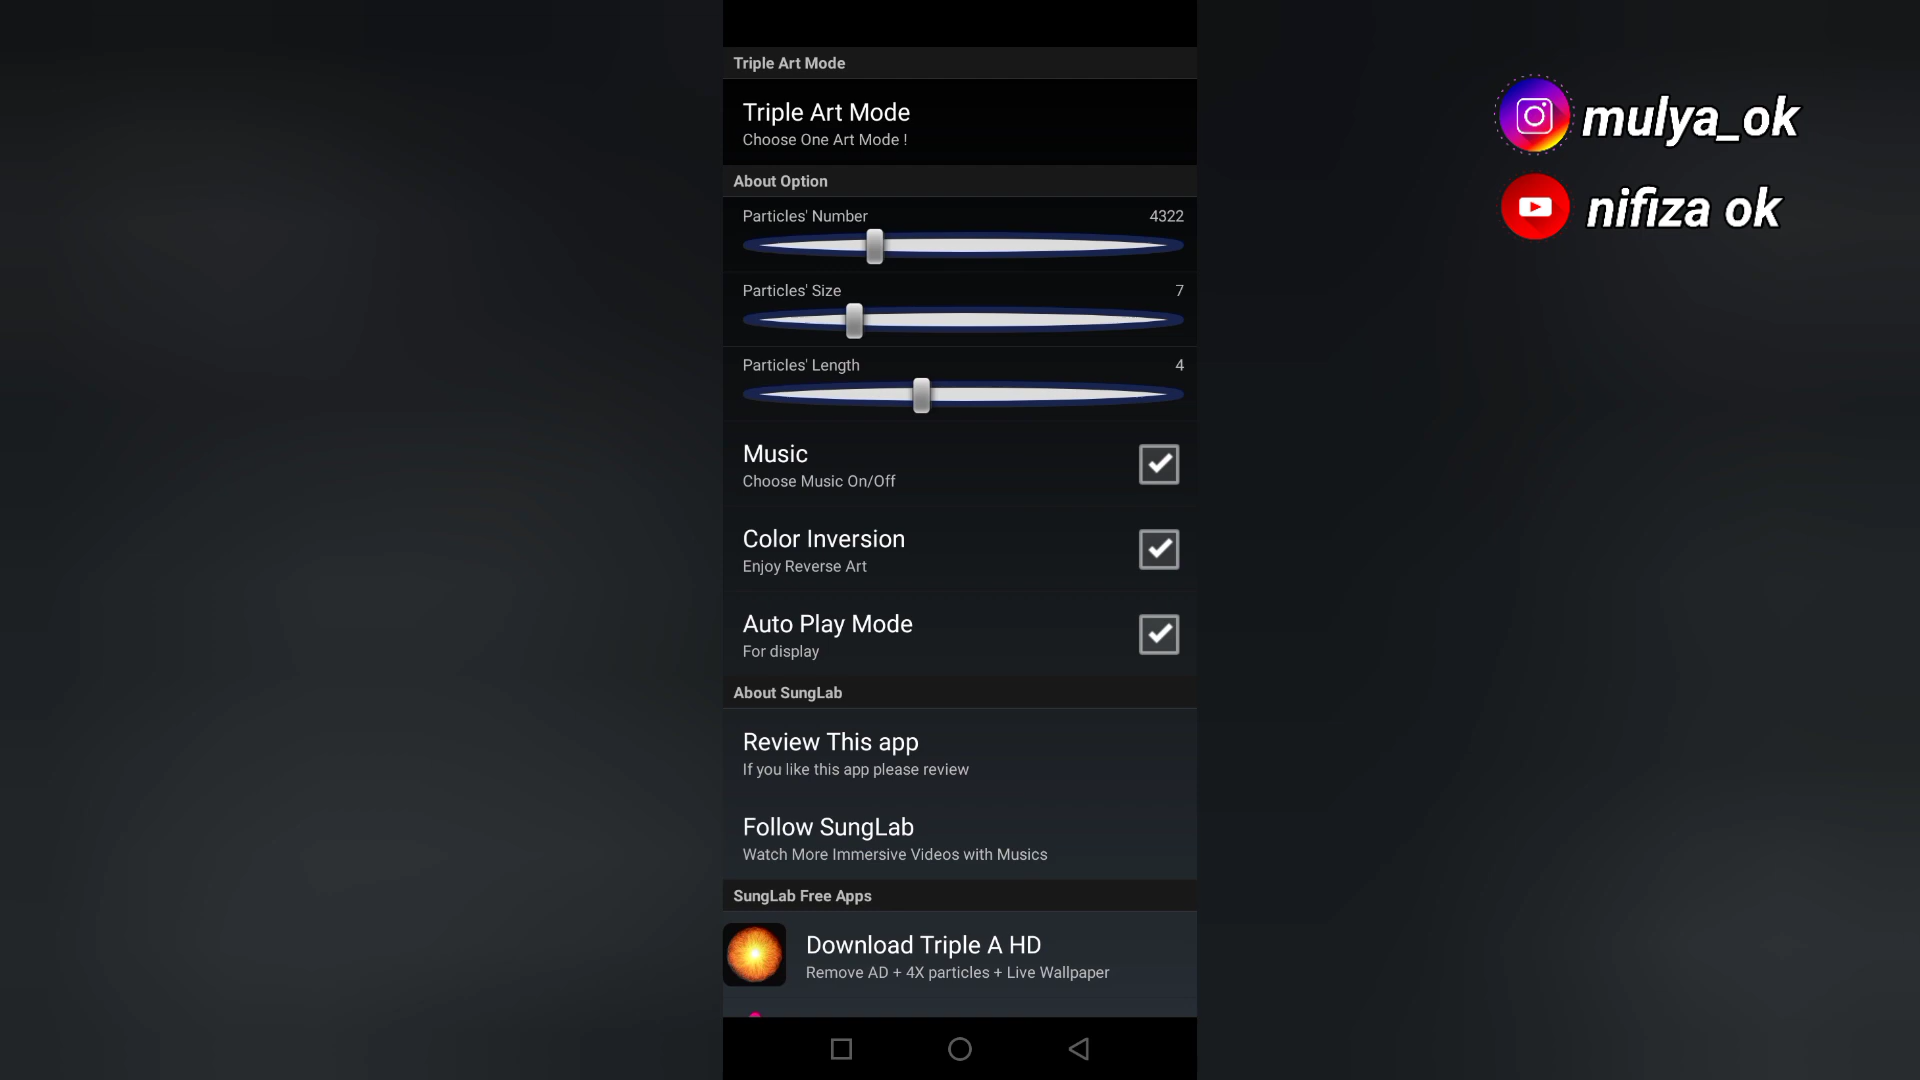 Triple Art Mode
Triple Art Mode
Choose One Art Mode !
About Option
Particles' Number 4322
Particles' Size 7
Particles' Length 4
Music
Choose Music On/Off
Color Inversion
Enjoy Reverse Art
Auto Play Mode
For display
About SungLab
Review This app
If you like this app please review
Follow SungLab
Watch More Immersive Videos with Musics
SungLab Free Apps
Download Triple A HD
Remove AD + 4X particles + Live Wallpaper
mulya_ok
nifiza ok